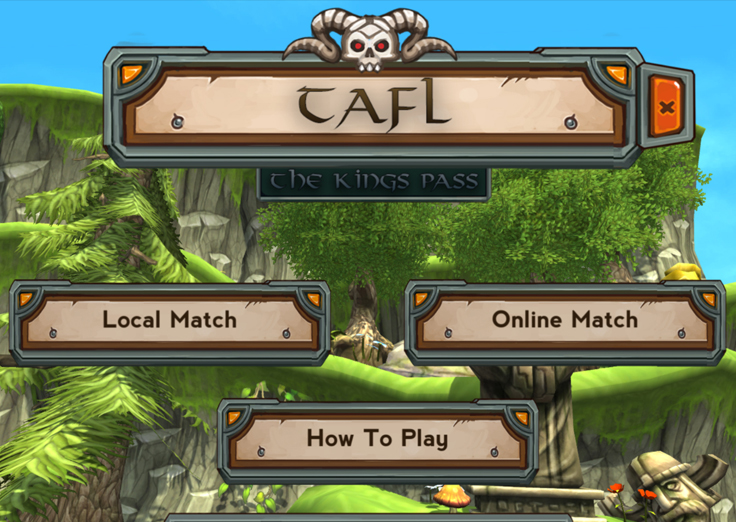 TAFL
THE KINGS PASS
Local Match
Online Match
How To Play